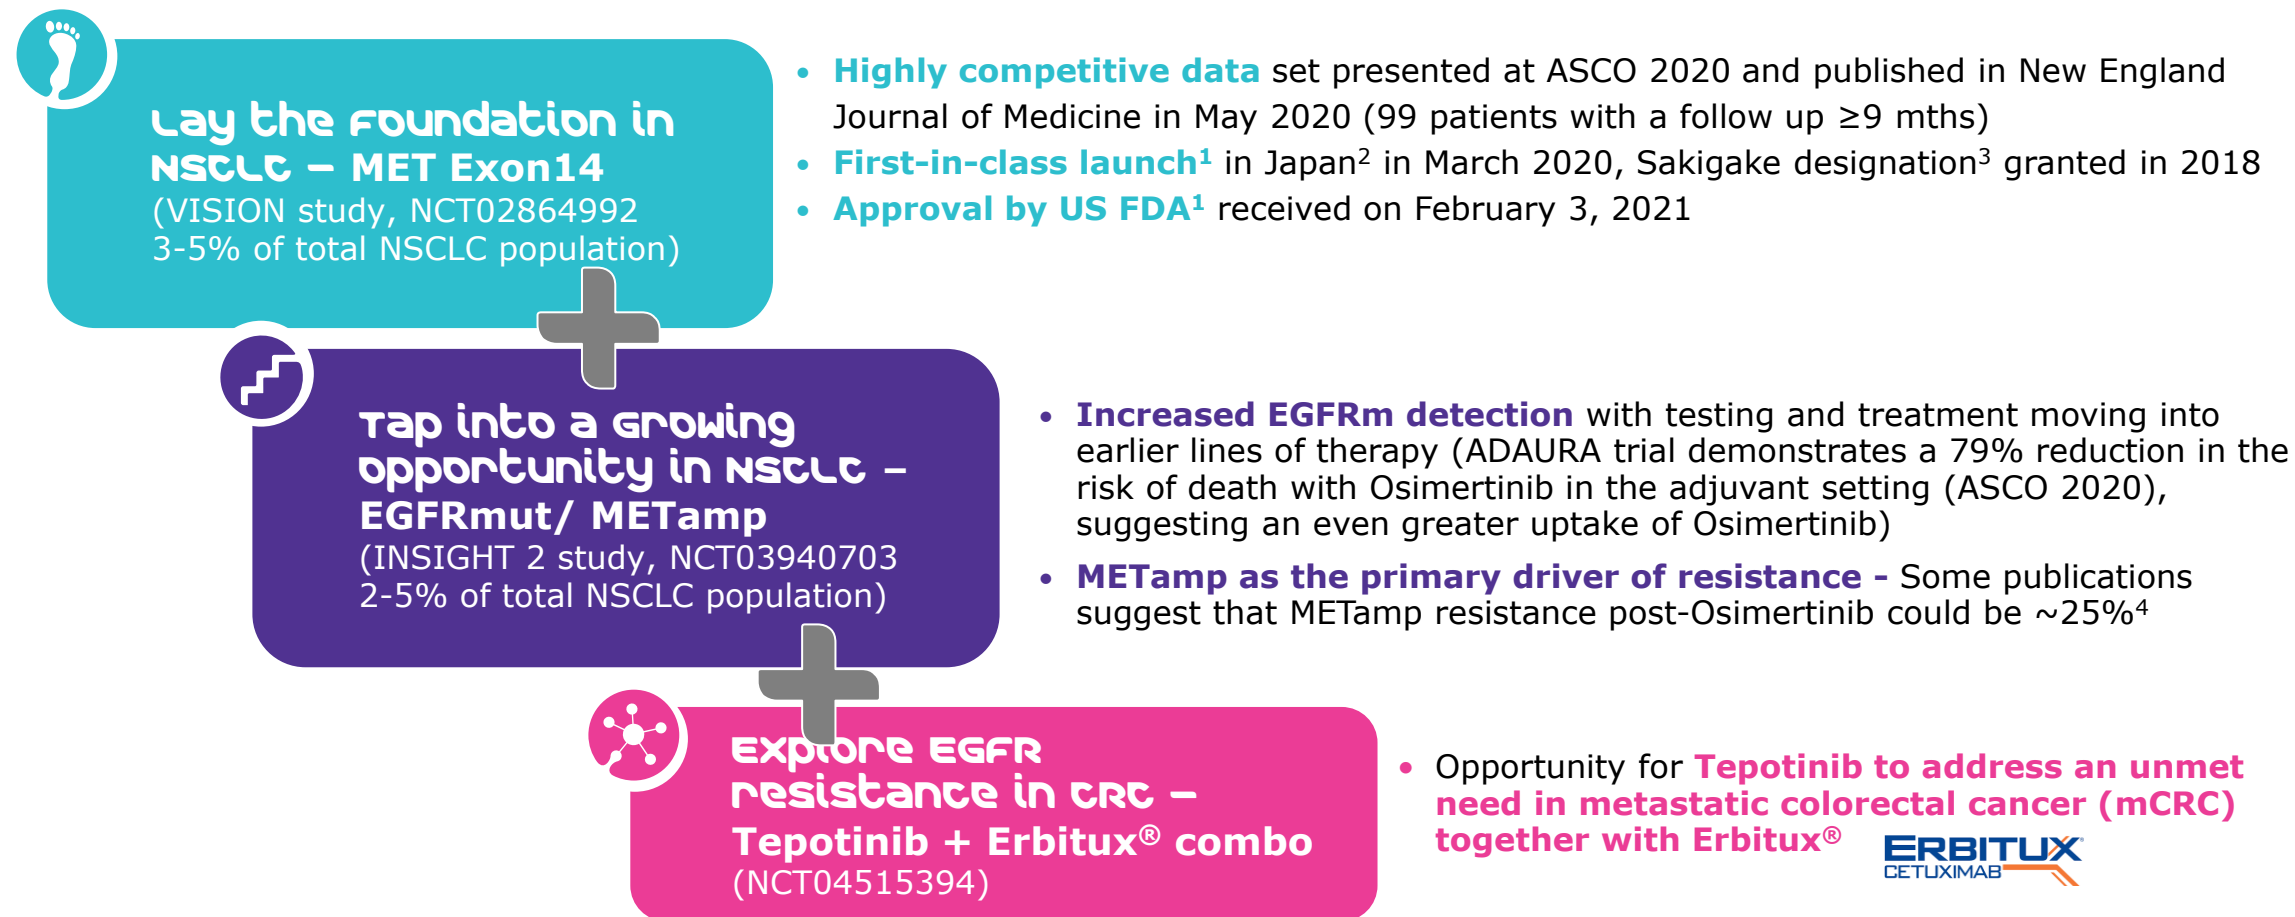 Lay the Foundation in
NSCLC – MET Exon14
(VISION study, NCT02864992
3-5% of total NSCLC population)
• Highly competitive data set presented at ASCO 2020 and published in New England
Journal of Medicine in May 2020 (99 patients with a follow up ≥9 mths)
• First-in-class launch¹ in Japan² in March 2020, Sakigake designation³ granted in 2018
• Approval by US FDA¹ received on February 3, 2021
Tap into a Growing
opportunity in NSCLC –
EGFRmut/ METamp
(INSIGHT 2 study, NCT03940703
2-5% of total NSCLC population)
• Increased EGFRm detection with testing and treatment moving into
earlier lines of therapy (ADAURA trial demonstrates a 79% reduction in the
risk of death with Osimertinib in the adjuvant setting (ASCO 2020),
suggesting an even greater uptake of Osimertinib)
• METamp as the primary driver of resistance - Some publications
suggest that METamp resistance post-Osimertinib could be ~25%⁴
Explore EGFR
resistance in CRC –
Tepotinib + Erbitux® combo
(NCT04515394)
• Opportunity for Tepotinib to address an unmet
need in metastatic colorectal cancer (mCRC)
together with Erbitux®
ERBITUX®
CETUXIMAB